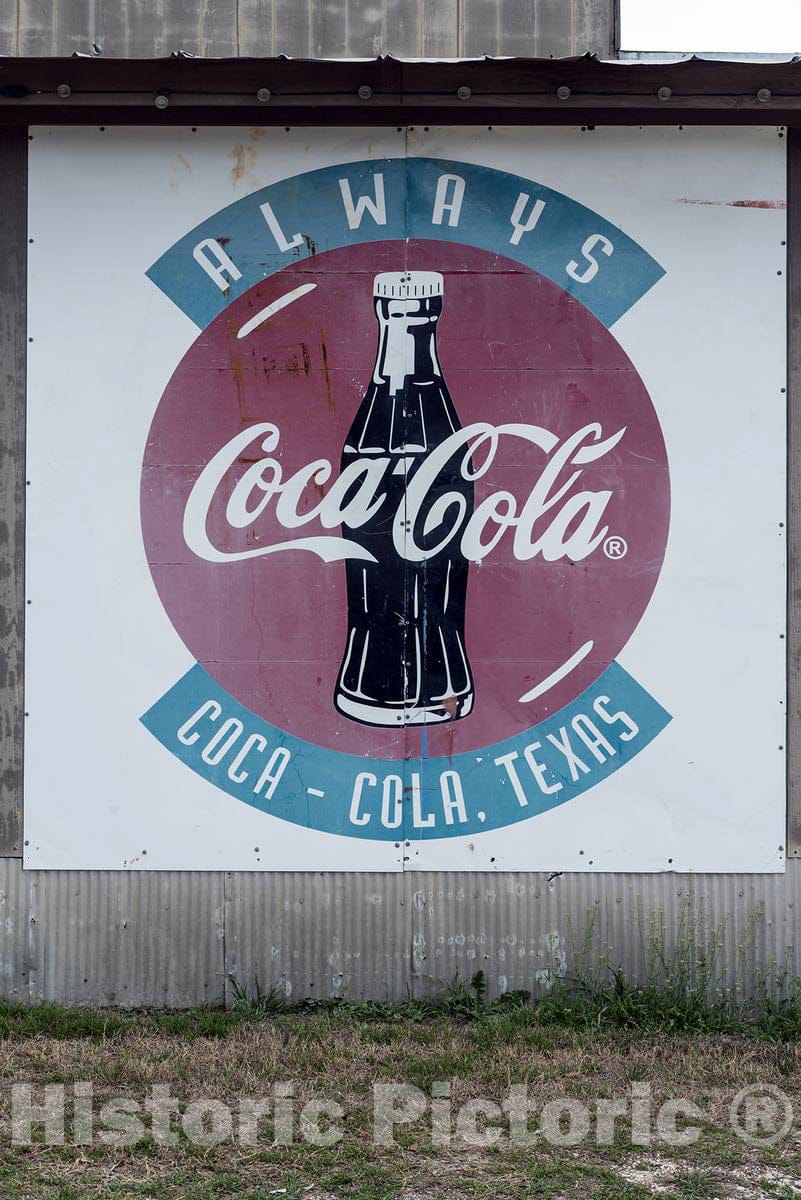 ALWAYS
Coca-Cola®
COCA - COLA, TEXAS
Historic Pictoric ®